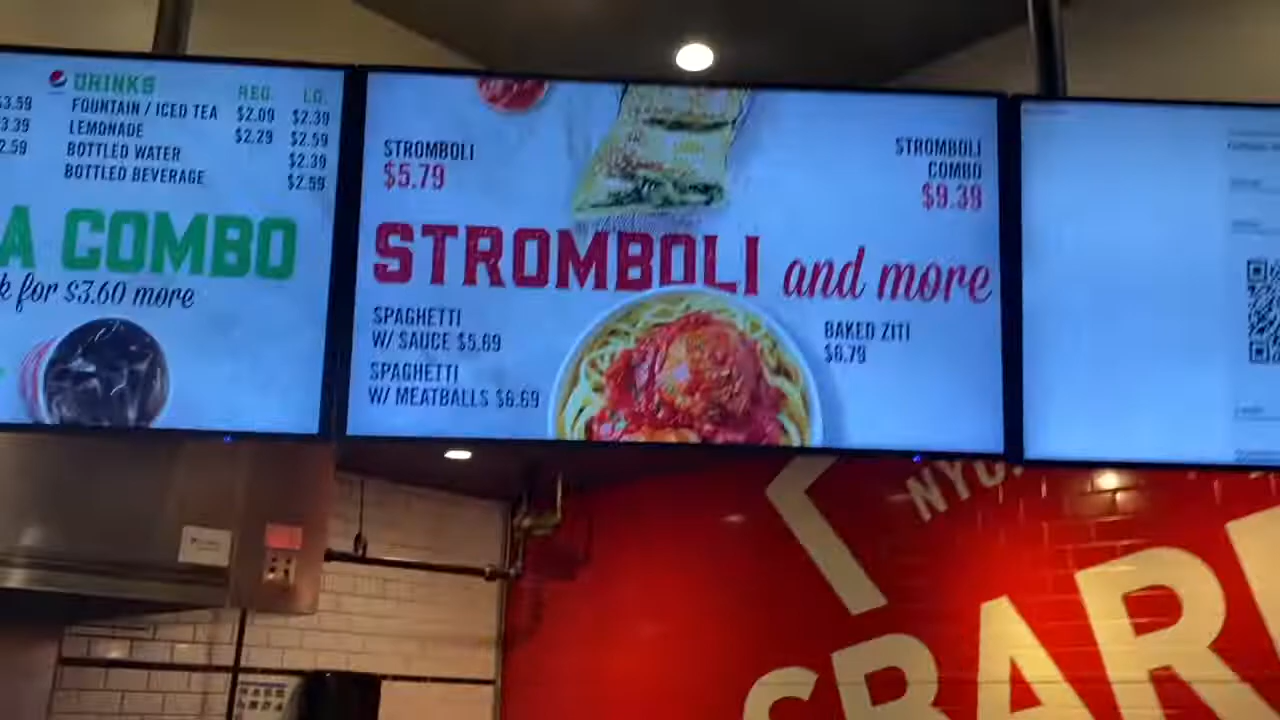 DRINKS
REG. LG.
$3.59 FOUNTAIN / ICED TEA $2.09 $2.39
$3.39 LEMONADE $2.29 $2.59
$2.59 BOTTLED WATER $2.39
BOTTLED BEVERAGE $2.59
A COMBO
for $3.60 more
STROMBOLI
$5.79
STROMBOLI
COMBO
$9.39
STROMBOLI and more
SPAGHETTI
W/ SAUCE $5.69
SPAGHETTI
W/ MEATBALLS $6.69
BAKED ZITI
$6.79
NYC